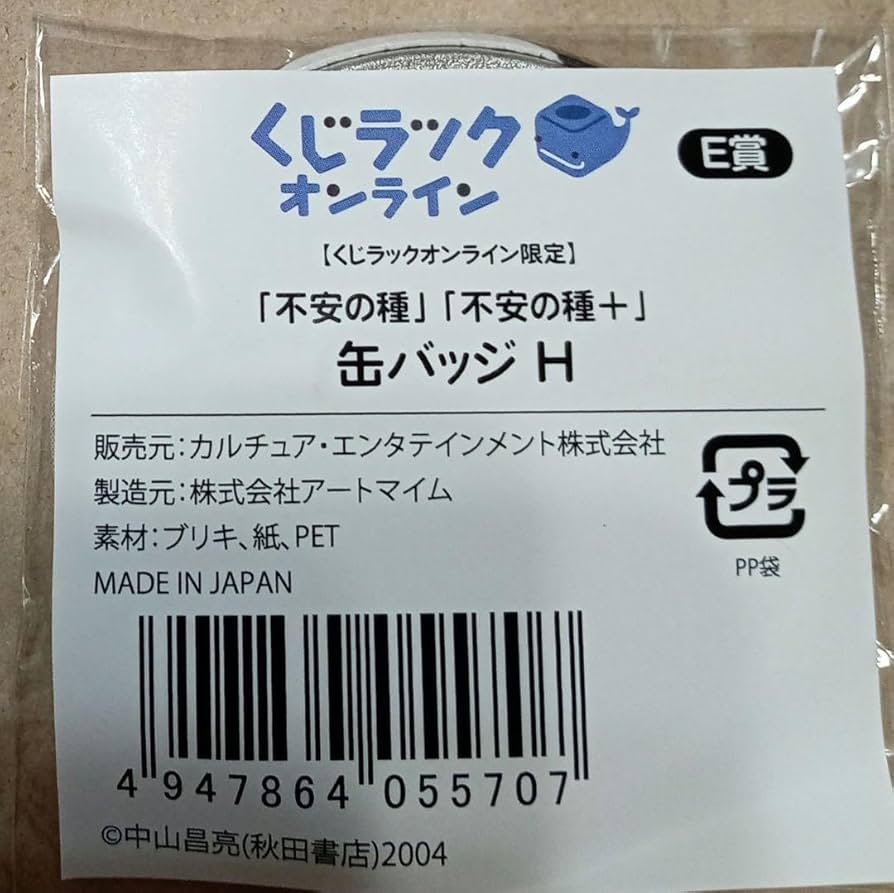 くじラック
オンライン
E賞
【くじラックオンライン限定】
「不安の種」「不安の種＋」
缶バッジ H
販売元：カルチュア・エンタテインメント株式会社
製造元：株式会社アートマイム
素材：ブリキ、紙、PET
MADE IN JAPAN
プラ
PP袋
4 947864 055707
©中山昌亮(秋田書店)2004